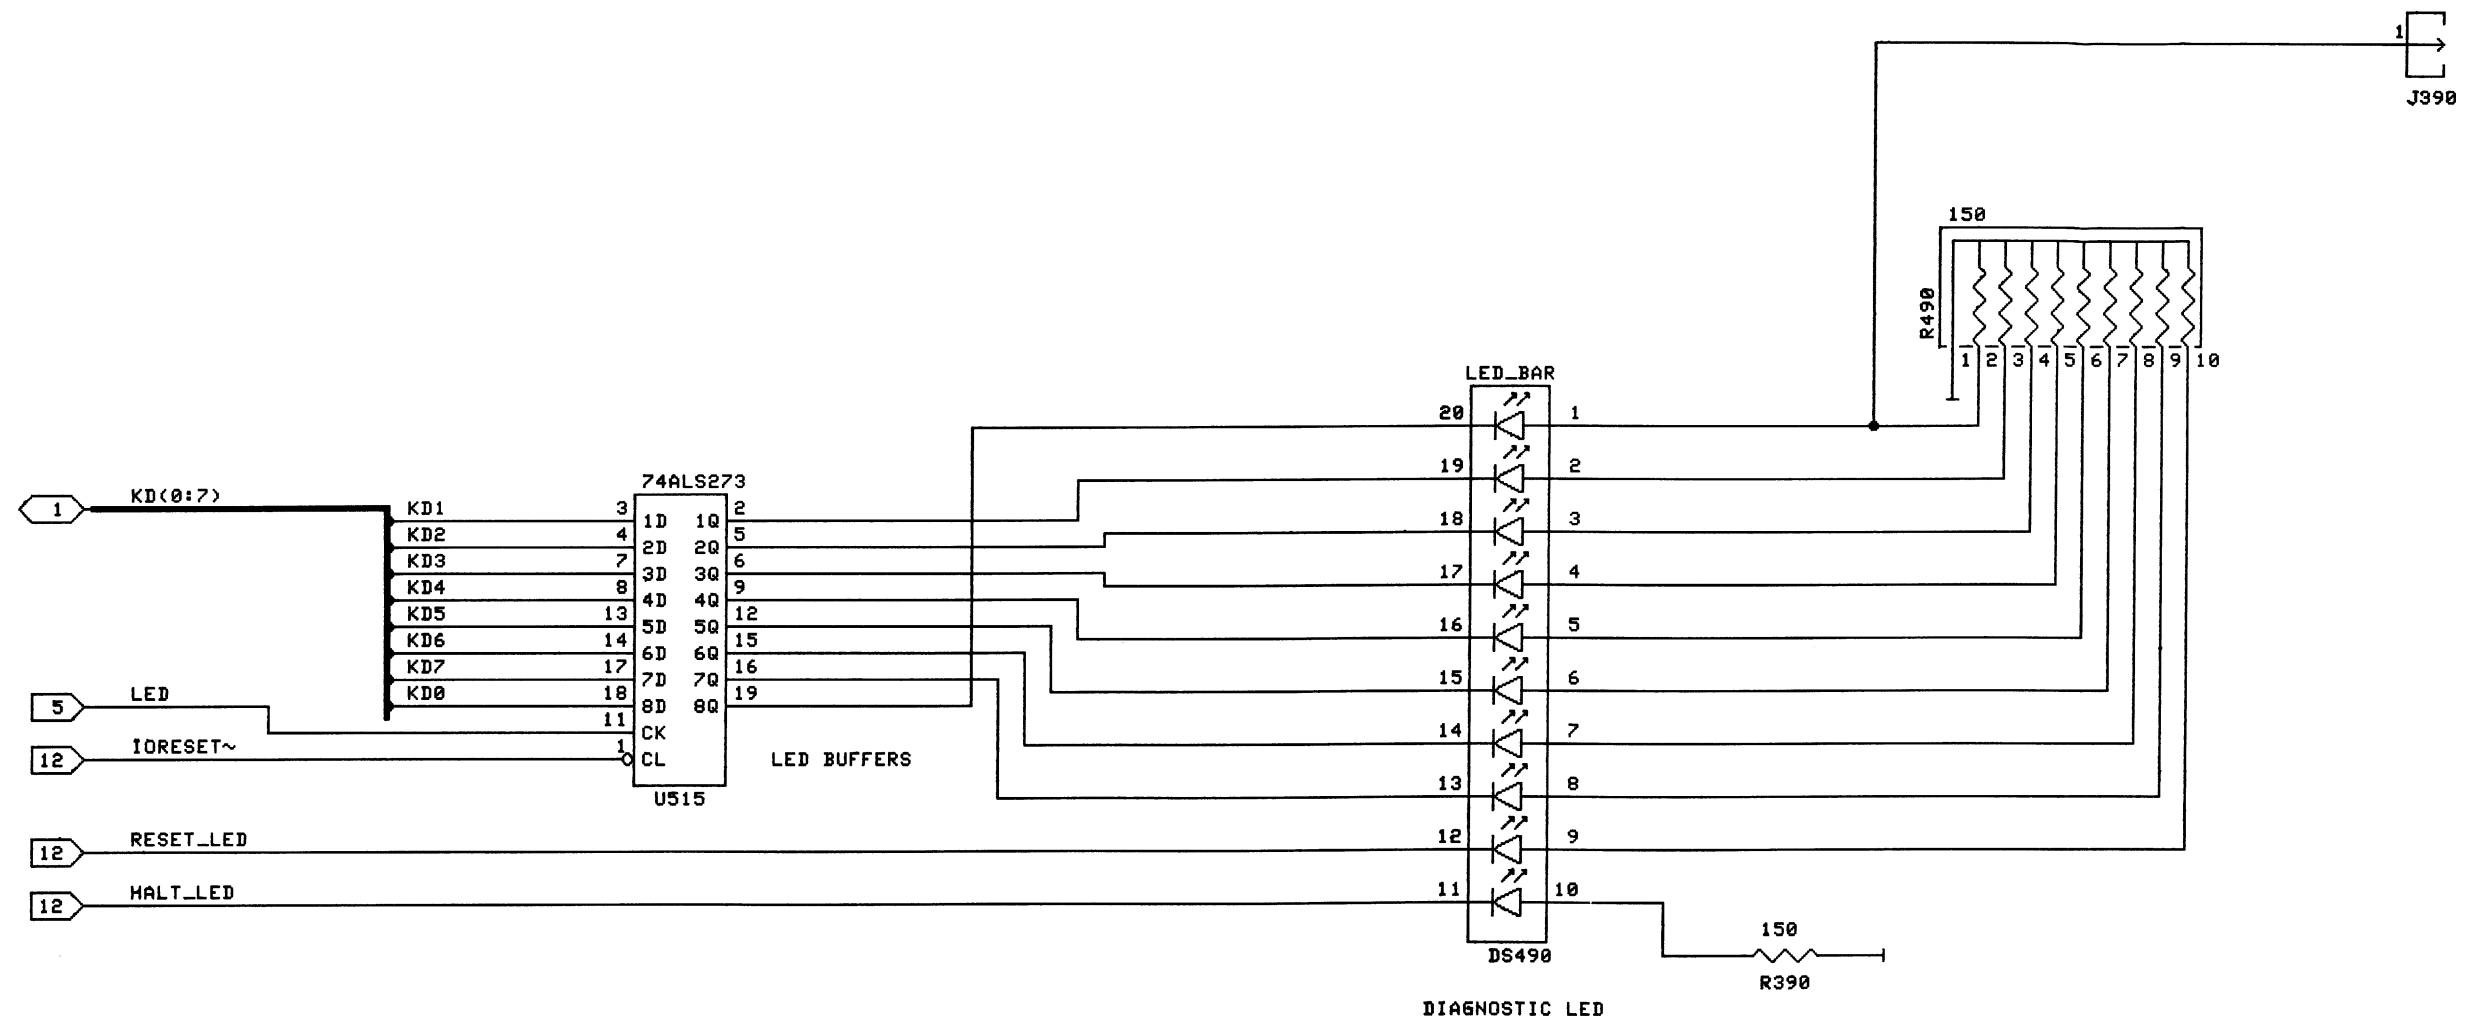 1
J390
150
R490
1 2 3 4 5 6 7 8 9 10
LED_BAR
20 1
19 2
18 3
17 4
16 5
15 6
14 7
13 8
12 9
11 10
DS490
DIAGNOSTIC LED
150
R390
74ALS273
1 KD(0:7)
KD1 3 1D 1Q 2
KD2 4 2D 2Q 5
KD3 7 3D 3Q 6
KD4 8 4D 4Q 9
KD5 13 5D 5Q 12
KD6 14 6D 6Q 15
KD7 17 7D 7Q 16
KD0 18 8D 8Q 19
5 LED 11 CK
12 IORESET~ 1 CL
U515
LED BUFFERS
12 RESET_LED
12 HALT_LED